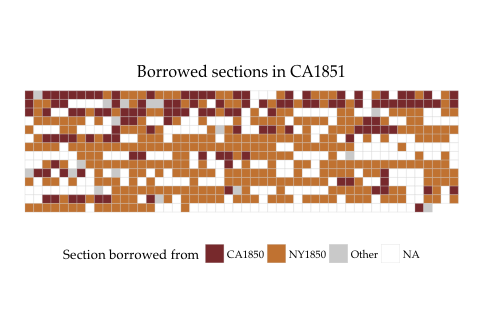 Borrowed sections in CA1851
Section borrowed from CA1850 NY1850 Other NA